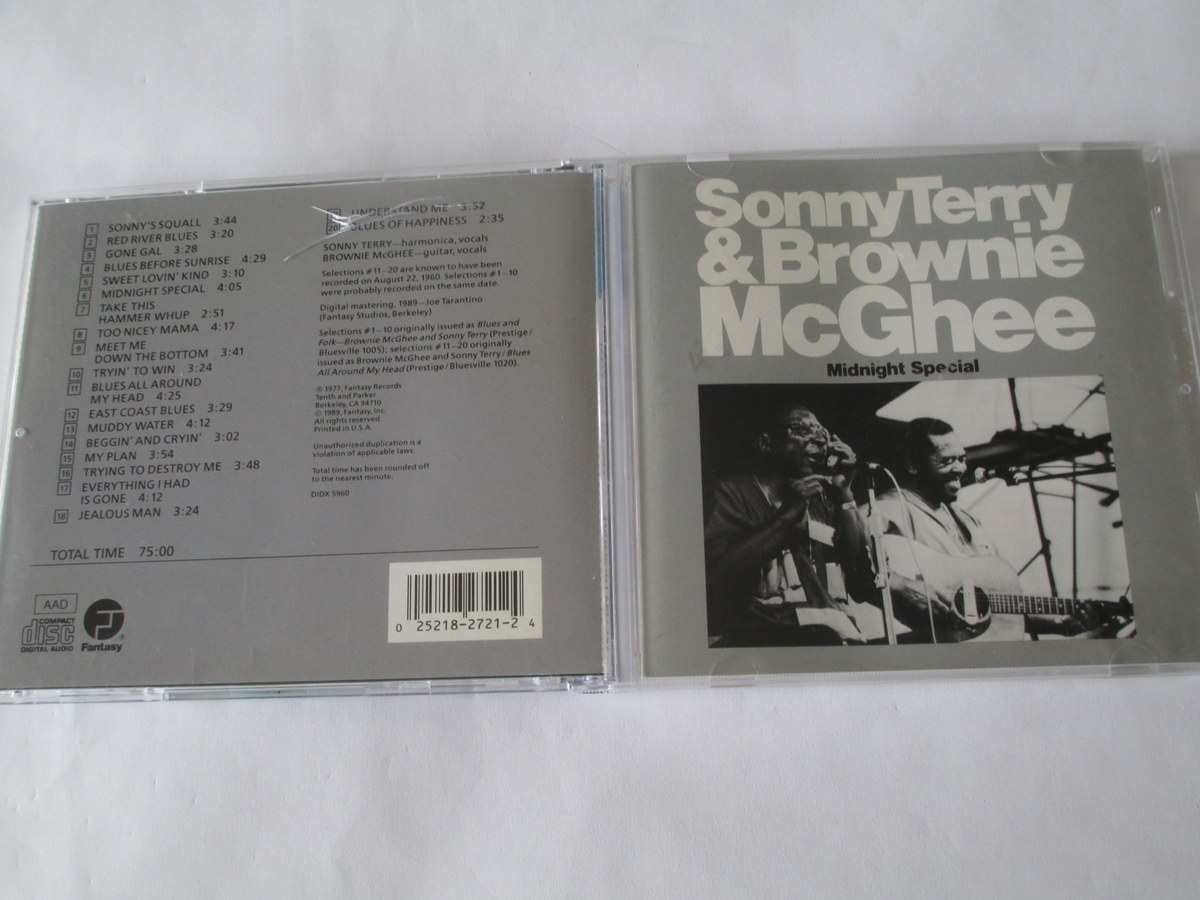 1 SONNY'S SQUALL 3:44
2 RED RIVER BLUES 3:20
3 GONE GAL 3:28
4 BLUES BEFORE SUNRISE 4:29
5 SWEET LOVIN' KIND 3:10
6 MIDNIGHT SPECIAL 4:05
7 TAKE THIS
HAMMER WHUP 2:51
8 TOO NICEY MAMA 4:17
9 MEET ME
DOWN THE BOTTOM 3:41
10 TRYIN' TO WIN 3:24
11 BLUES ALL AROUND
MY HEAD 4:25
12 EAST COAST BLUES 3:29
13 MUDDY WATER 4:12
14 BEGGIN' AND CRYIN' 3:02
15 MY PLAN 3:54
16 TRYING TO DESTROY ME 3:48
17 EVERYTHING I HAD
IS GONE 4:12
18 JEALOUS MAN 3:24
UNDERSTAND ME 3:52
20 BLUES OF HAPPINESS 2:35
SONNY TERRY—harmonica, vocals
BROWNIE McGHEE—guitar, vocals
Selections #11–20 are known to have been
recorded on August 22, 1960. Selections #1–10
were probably recorded on the same date.
Digital mastering, 1989—Joe Tarantino
(Fantasy Studios, Berkeley)
Selections #1–10 originally issued as Blues and
Folk—Brownie McGhee and Sonny Terry (Prestige/
Bluesville 1005); selections #11–20 originally
issued as Brownie McGhee and Sonny Terry/Blues
All Around My Head (Prestige/Bluesville 1020).
℗ 1977, Fantasy Records
Tenth and Parker
Berkeley, CA 94710
© 1989, Fantasy, Inc.
All rights reserved.
Printed in U.S.A.
Unauthorized duplication is a
violation of applicable laws.
Total time has been rounded off
to the nearest minute.
DIDX 5960
TOTAL TIME 75:00
AAD
COMPACT
disc
DIGITAL AUDIO
Fantasy
0 25218-2721-2 4
Sonny Terry
& Brownie
McGhee
Midnight Special